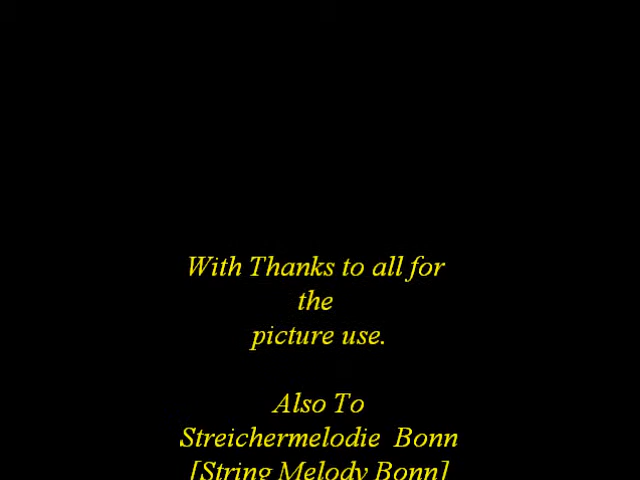 With Thanks to all for
the
picture use.
Also To
Streichermelodie Bonn
[String Melody Bonn]